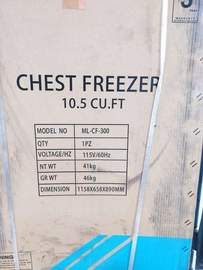 CHEST FREEZER
10.5 CU.FT
MODEL NO ML-CF-300
QTY 1PZ
VOLTAGE/HZ 115V/60Hz
NT WT 41kg
GR WT 46kg
DIMENSION 1158X658X890MM